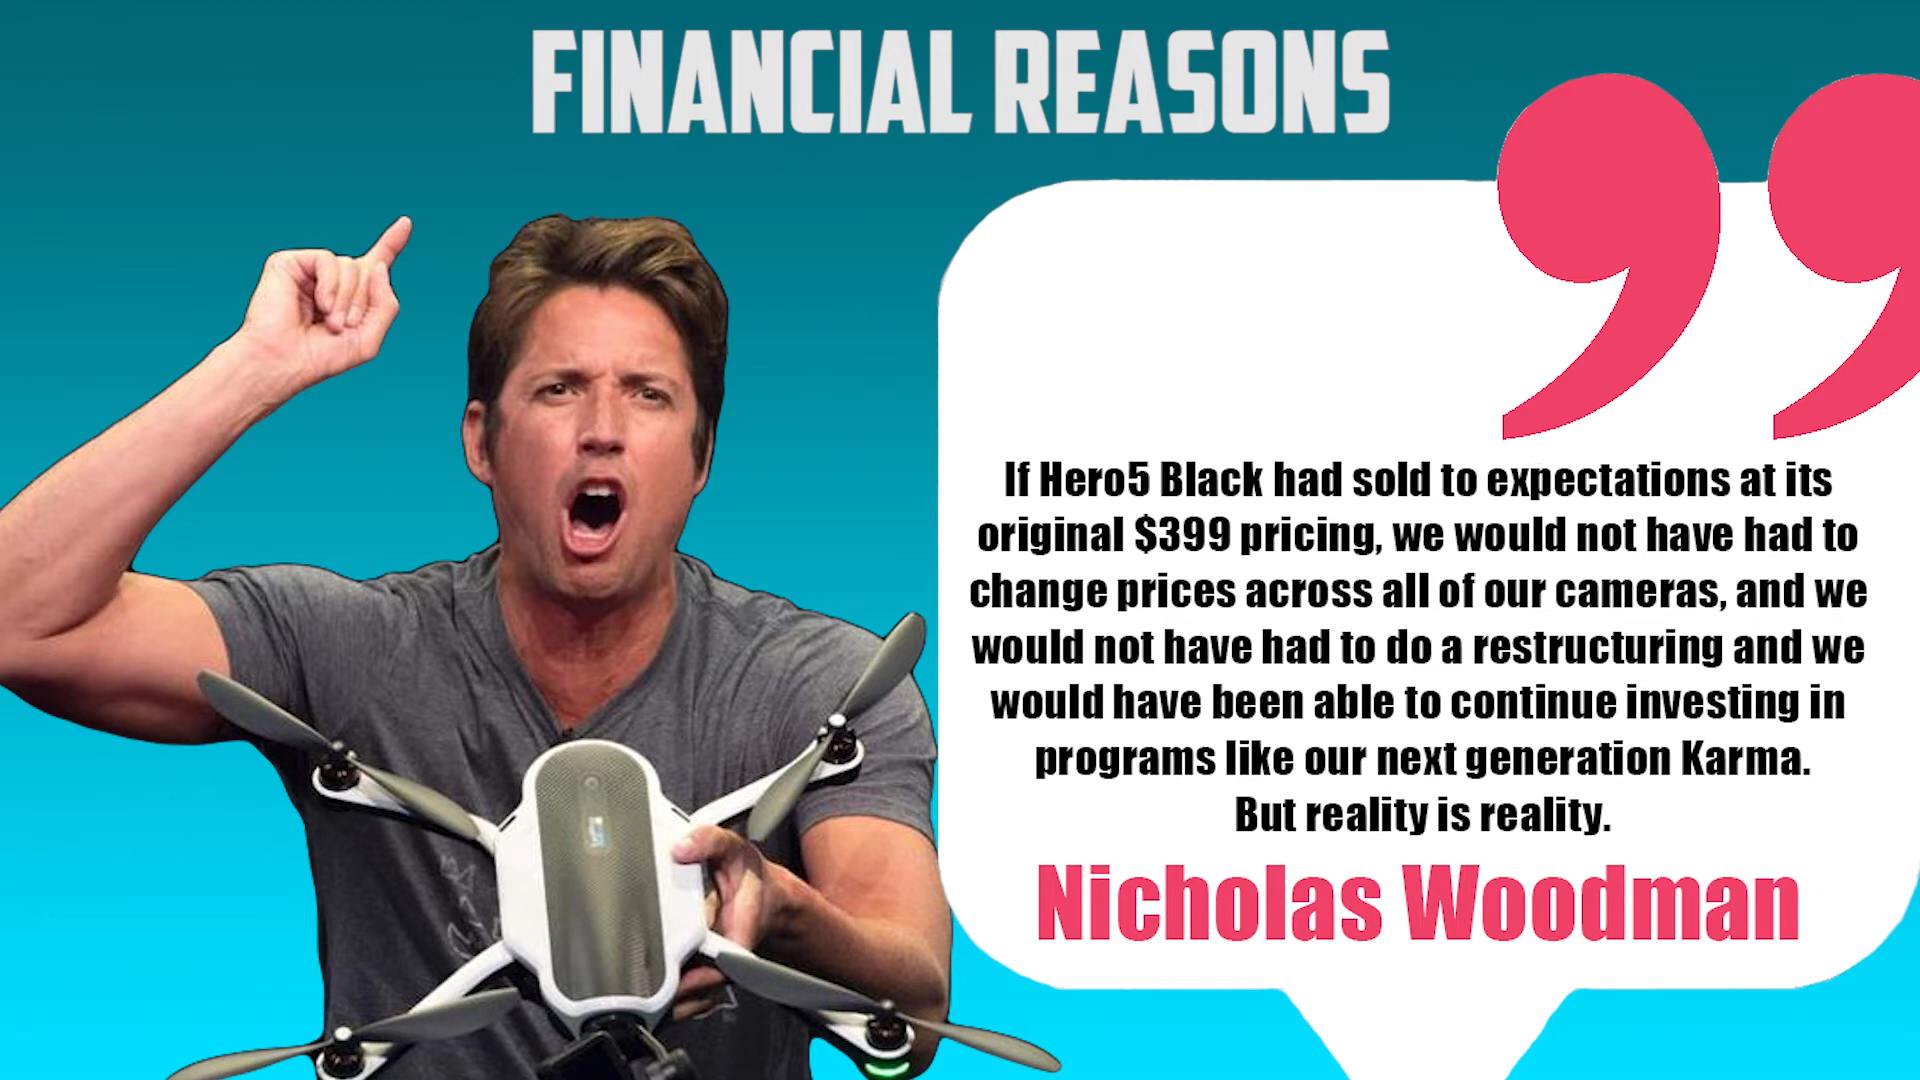 FINANCIAL REASONS
If Hero5 Black had sold to expectations at its
original $399 pricing, we would not have had to
change prices across all of our cameras, and we
would not have had to do a restructuring and we
would have been able to continue investing in
programs like our next generation Karma.
But reality is reality.
Nicholas Woodman